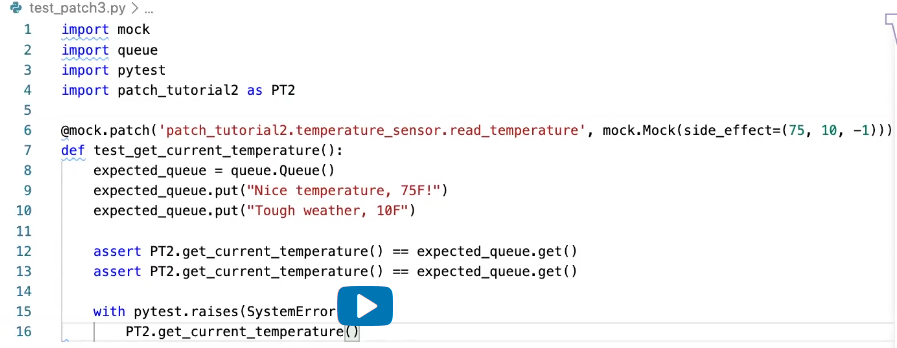 test_patch3.py > ...
1 import mock
2 import queue
3 import pytest
4 import patch_tutorial2 as PT2
5
6 @mock.patch('patch_tutorial2.temperature_sensor.read_temperature', mock.Mock(side_effect=(75, 10, -1)))
7 def test_get_current_temperature():
8     expected_queue = queue.Queue()
9     expected_queue.put("Nice temperature, 75F!")
10     expected_queue.put("Tough weather, 10F")
11
12     assert PT2.get_current_temperature() == expected_queue.get()
13     assert PT2.get_current_temperature() == expected_queue.get()
14
15     with pytest.raises(SystemError
16         PT2.get_current_temperature()